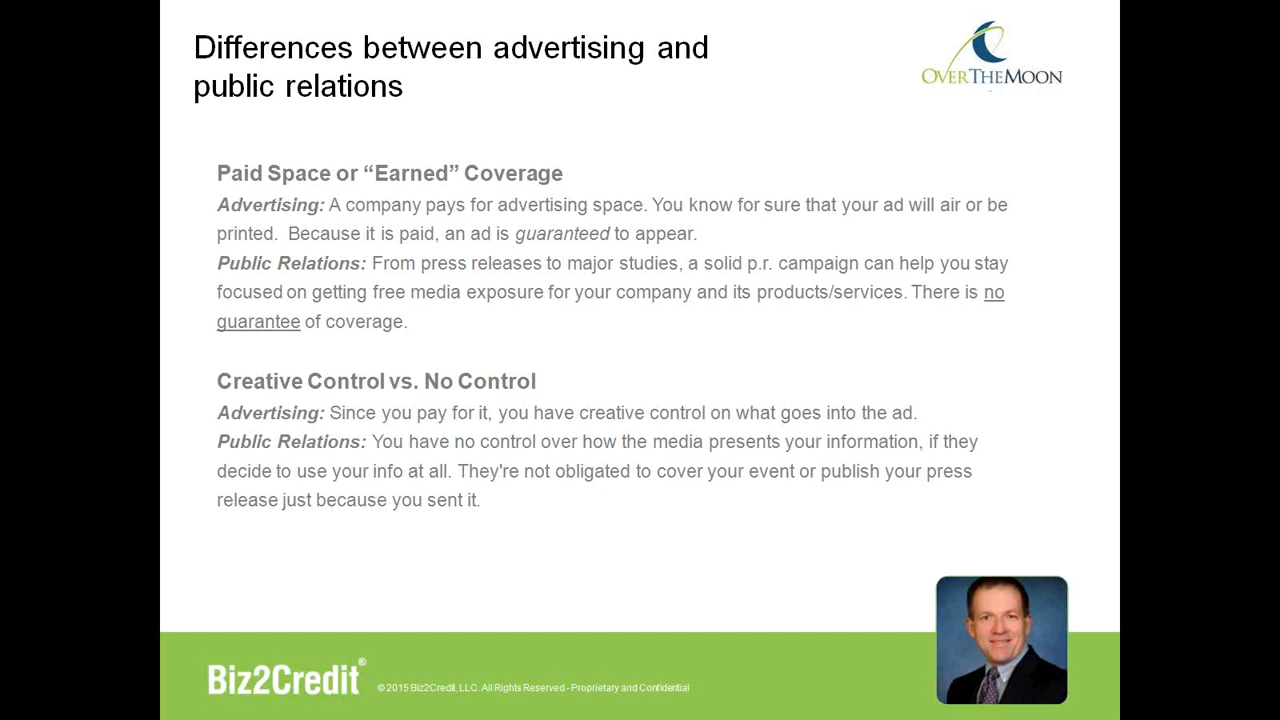 Differences between advertising and
public relations
OVERTHEMOON
Paid Space or “Earned” Coverage
Advertising: A company pays for advertising space. You know for sure that your ad will air or be
printed.  Because it is paid, an ad is guaranteed to appear.
Public Relations: From press releases to major studies, a solid p.r. campaign can help you stay
focused on getting free media exposure for your company and its products/services. There is no
guarantee of coverage.
Creative Control vs. No Control
Advertising: Since you pay for it, you have creative control on what goes into the ad.
Public Relations: You have no control over how the media presents your information, if they
decide to use your info at all. They're not obligated to cover your event or publish your press
release just because you sent it.
Biz2Credit®
© 2015 Biz2Credit, LLC. All Rights Reserved - Proprietary and Confidential